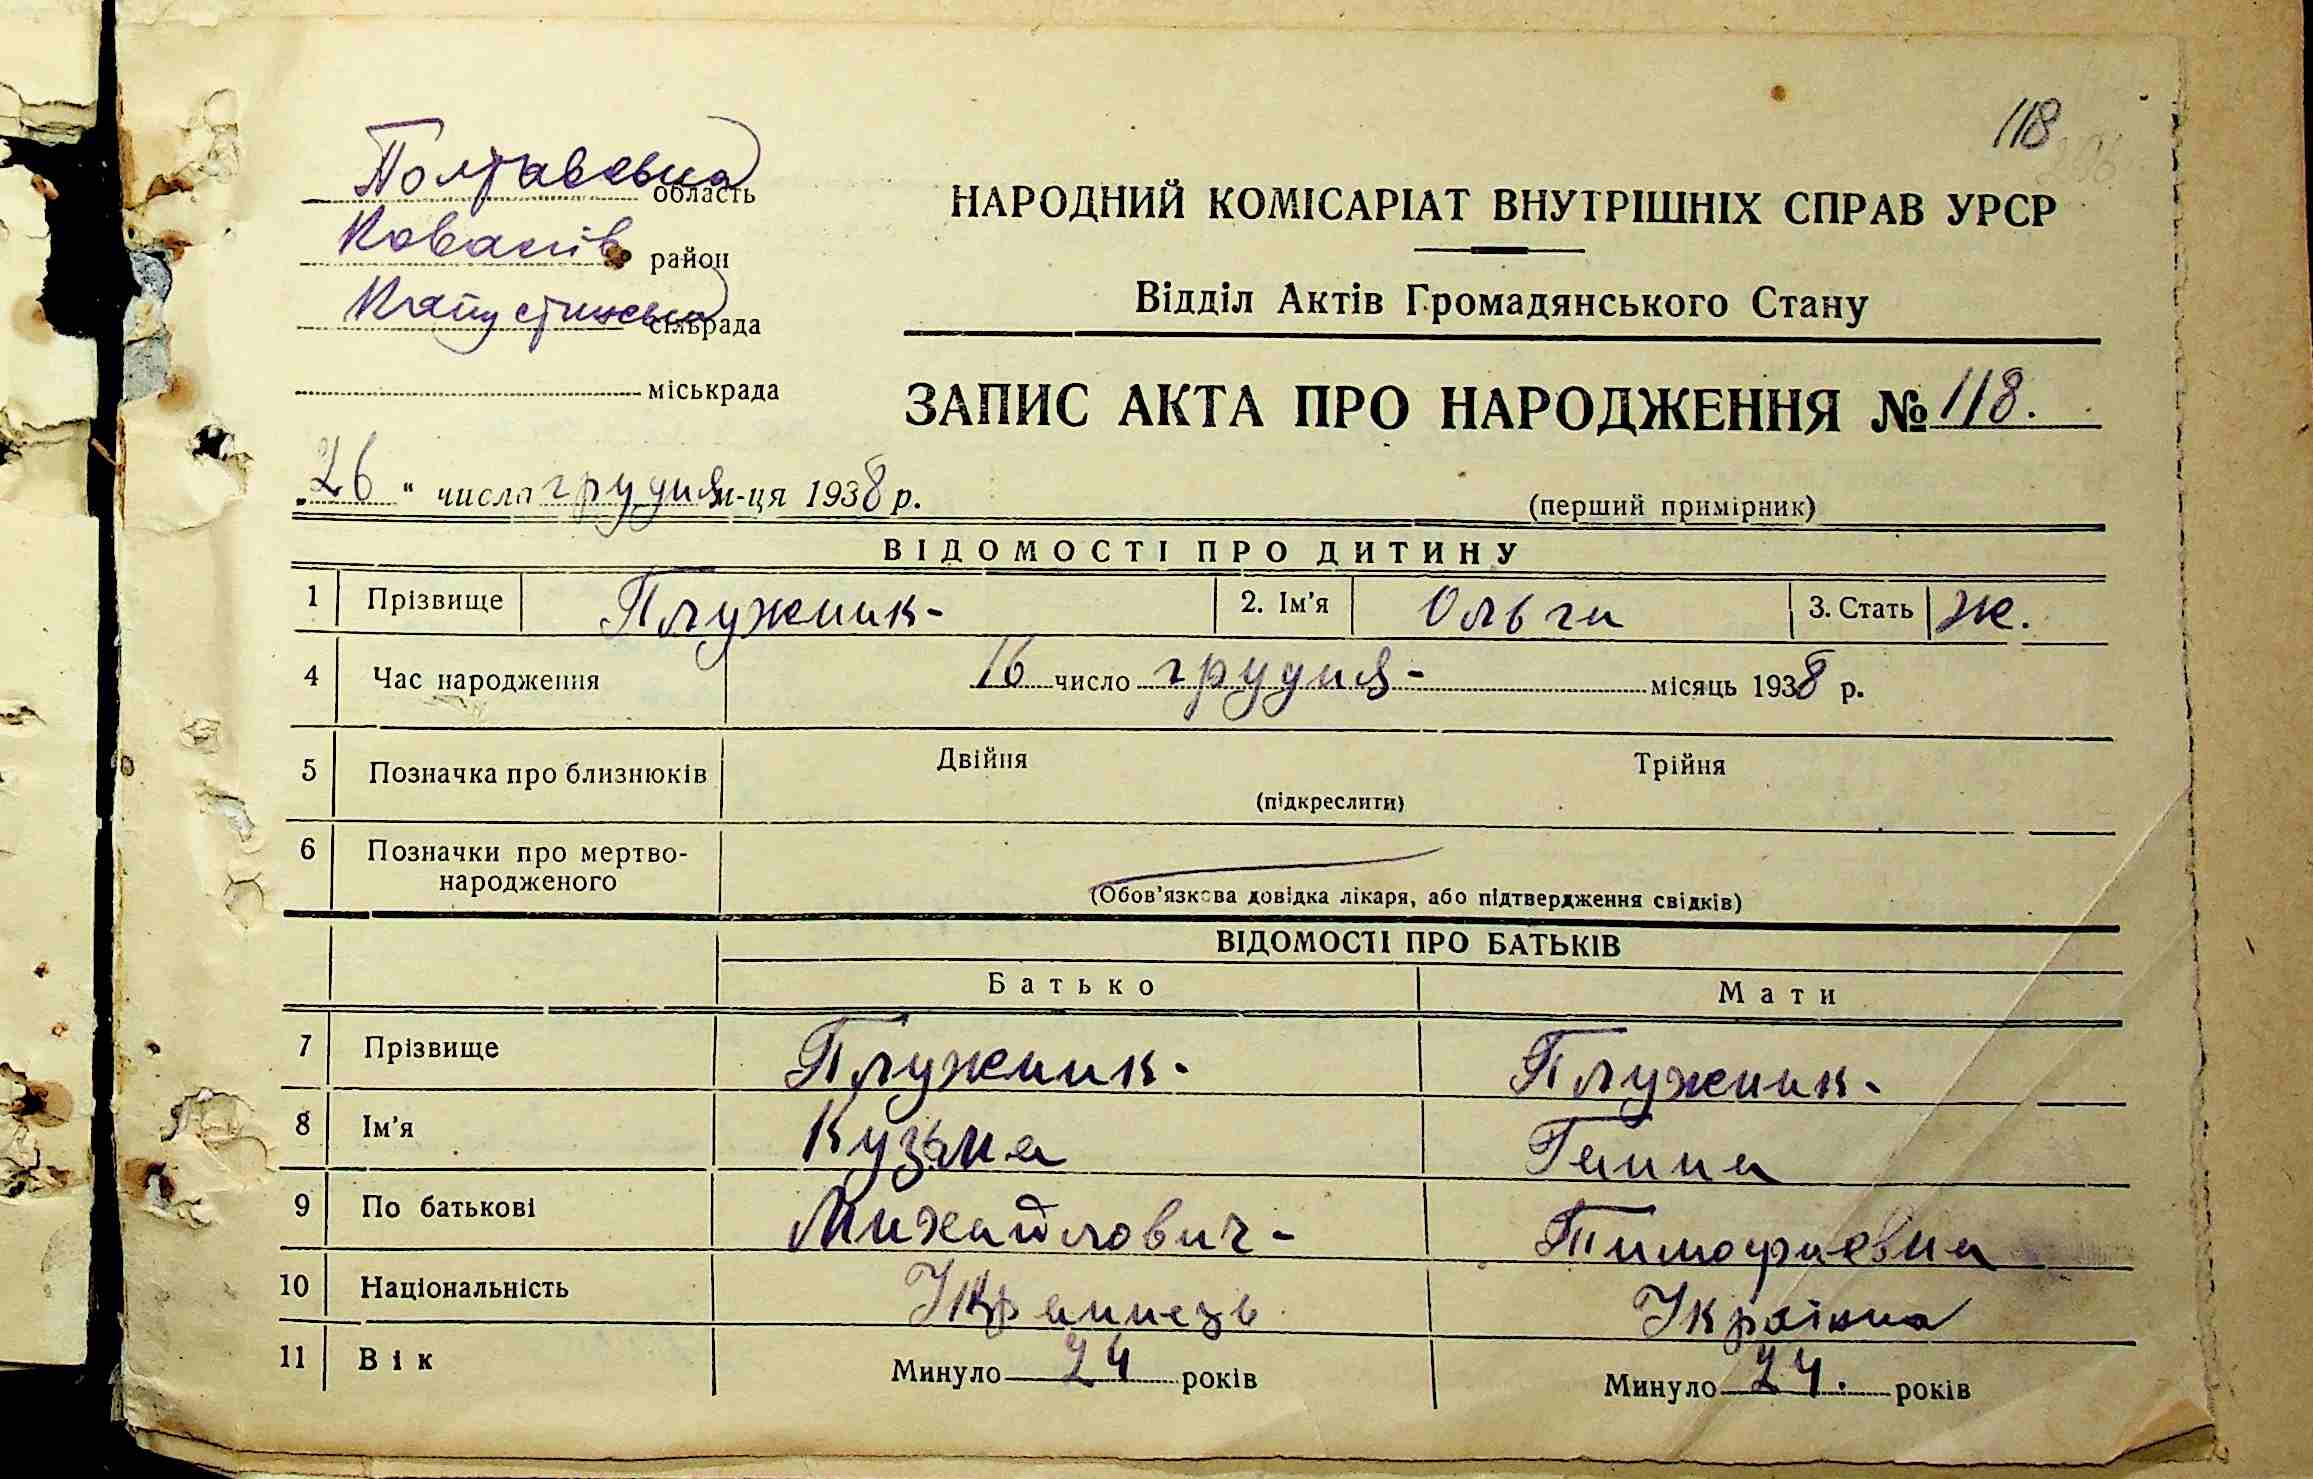 118
Полтавська область
НАРОДНИЙ КОМІСАРІАТ ВНУТРІШНІХ СПРАВ УРСР
район
Капустинська сільрада
Відділ Актів Громадянського Стану
міськрада
ЗАПИС АКТА ПРО НАРОДЖЕННЯ № 118.
„26“ числа грудня м-ця 1938 р.
(перший примірник)
ВІДОМОСТІ ПРО ДИТИНУ
1 Прізвище Плужник- 2. Ім'я Ольга 3. Стать Ж.
4 Час народження 16 число грудня- місяць 1938 р.
5 Позначка про близнюків Двійня Трійня
(підкреслити)
6 Позначки про мертво-
народженого
(Обов'язкова довідка лікаря, або підтвердження свідків)
ВІДОМОСТІ ПРО БАТЬКІВ
Батько Мати
7 Прізвище Плужник- Плужник-
8 Ім'я Кузьма Ганна
9 По батькові Михайлович- Тимофиевна
10 Національність Українець Українка
11 Вік Минуло 24 років Минуло 24. років